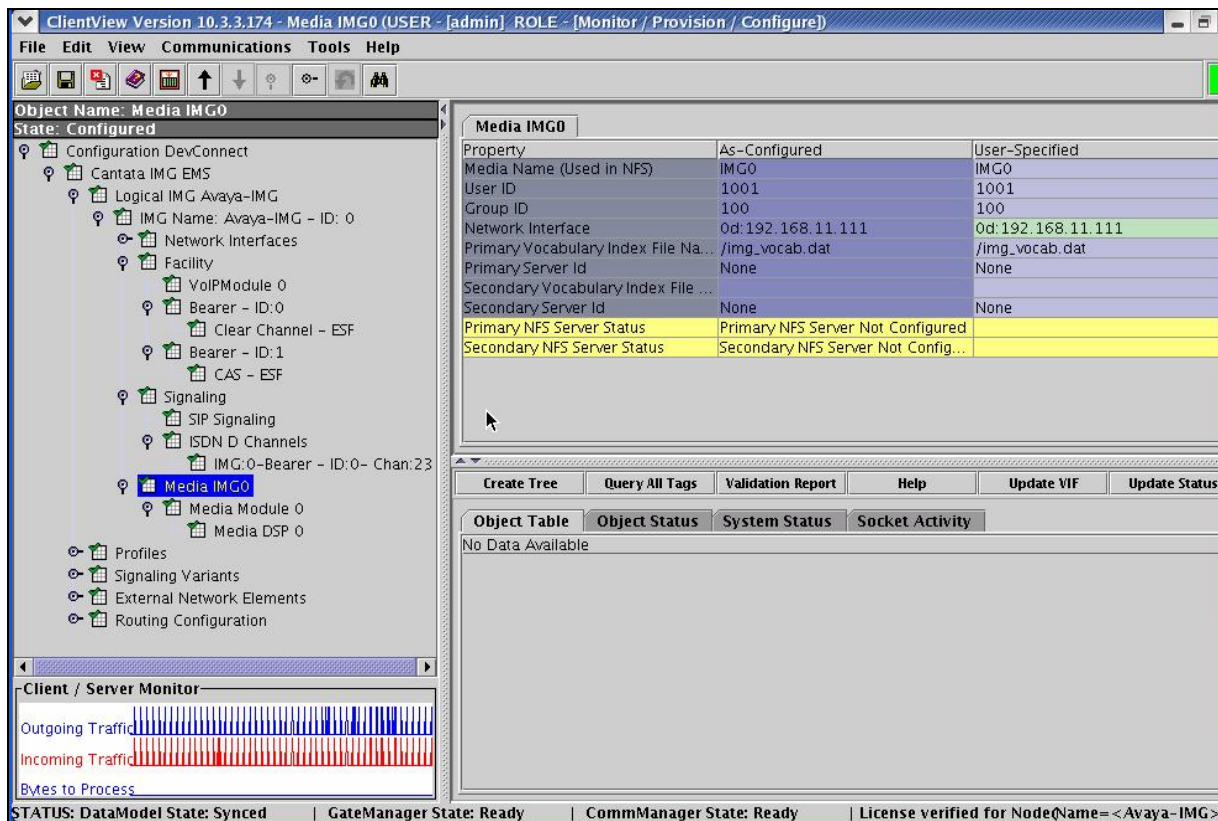 ClientView Version 10.3.3.174 - Media IMG0 (USER - [admin] ROLE - [Monitor / Provision / Configure])
File Edit View Communications Tools Help
Object Name: Media IMG0
State: Configured
Configuration DevConnect
Cantata IMG EMS
Logical IMG Avaya-IMG
IMG Name: Avaya-IMG - ID: 0
Network Interfaces
Facility
VoIPModule 0
Bearer - ID:0
Clear Channel - ESF
Bearer - ID:1
CAS - ESF
Signaling
SIP Signaling
ISDN D Channels
IMG:0-Bearer - ID:0- Chan:23
Media IMG0
Media Module 0
Media DSP 0
Profiles
Signaling Variants
External Network Elements
Routing Configuration
Client / Server Monitor
Outgoing Traffic
Incoming Traffic
Bytes to Process
Media IMG0
Property As-Configured User-Specified
Media Name (Used in NFS) IMG0 IMG0
User ID 1001 1001
Group ID 100 100
Network Interface 0d:192.168.11.111 0d:192.168.11.111
Primary Vocabulary Index File Na... /img_vocab.dat /img_vocab.dat
Primary Server Id None None
Secondary Vocabulary Index File ...
Secondary Server Id None None
Primary NFS Server Status Primary NFS Server Not Configured
Secondary NFS Server Status Secondary NFS Server Not Config...
Create Tree Query All Tags Validation Report Help Update VIF Update Status
Object Table Object Status System Status Socket Activity
No Data Available
STATUS: DataModel State: Synced | GateManager State: Ready | CommManager State: Ready | License verified for Node(Name=<Avaya-IMG>